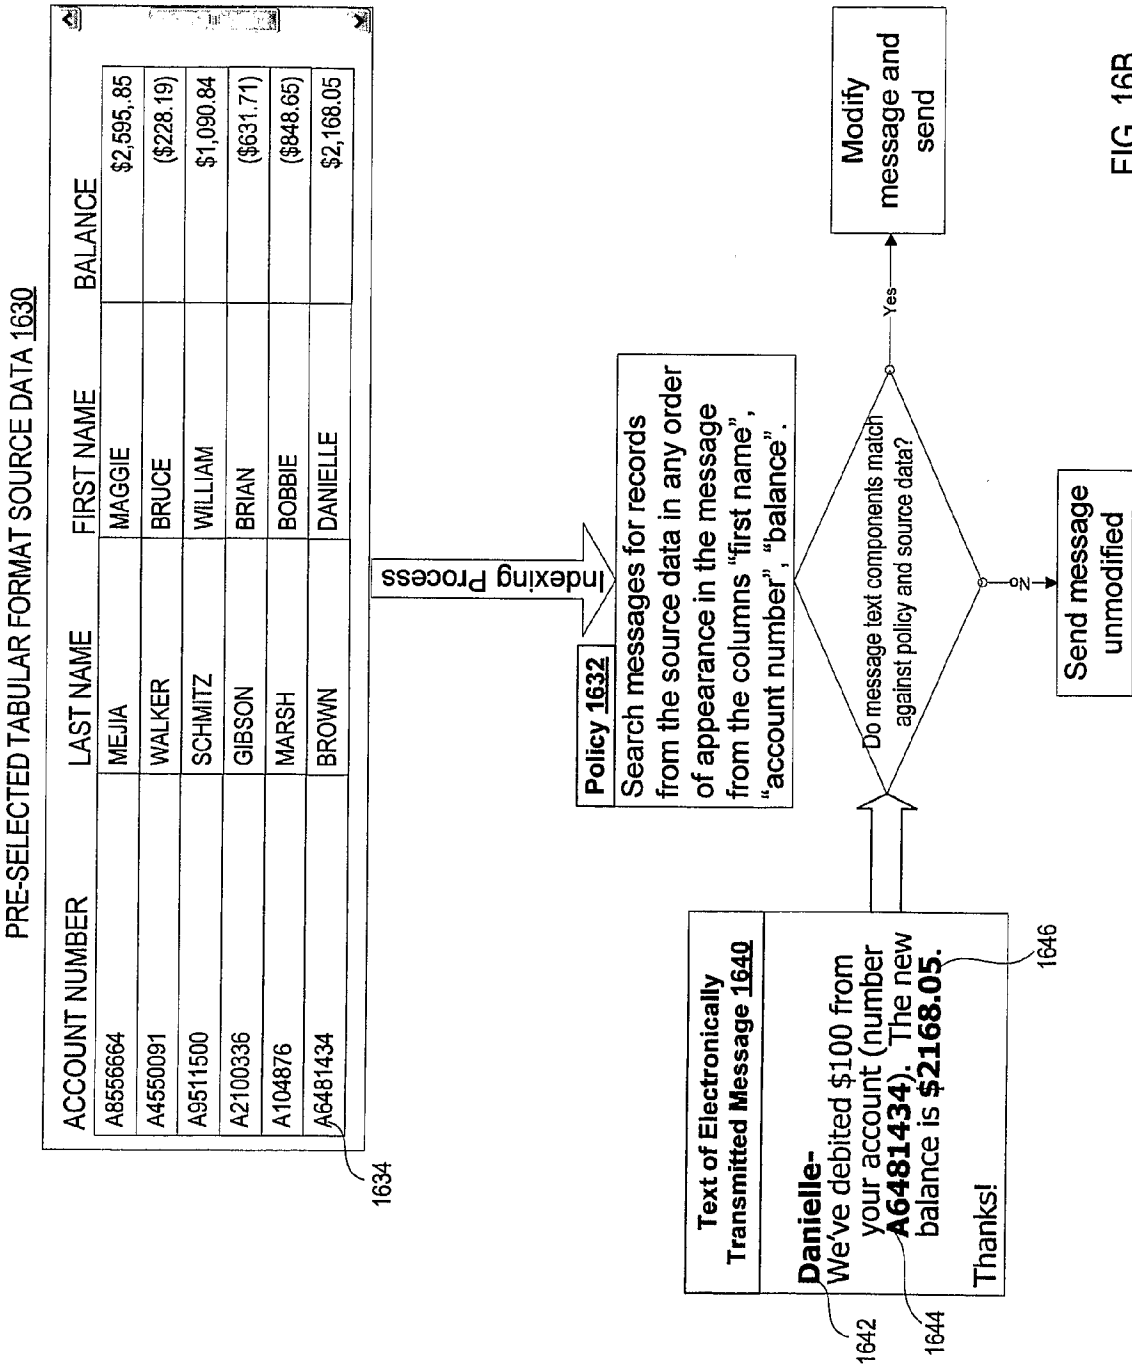 PRE-SELECTED TABULAR FORMAT SOURCE DATA 1630
ACCOUNT NUMBER LAST NAME FIRST NAME BALANCE
A8556664 MEJIA MAGGIE $2,595,.85
A4550091 WALKER BRUCE ($228.19)
A9511500 SCHMITZ WILLIAM $1,090.84
A2100336 GIBSON BRIAN ($631.71)
A104876 MARSH BOBBIE ($848.65)
A6481434 BROWN DANIELLE $2,168.05
1634
Indexing Process
Policy 1632
Search messages for records
from the source data in any order
of appearance in the message
from the columns "first name",
"account number", "balance".
Text of Electronically
Transmitted Message 1640
Danielle-
We've debited $100 from
your account (number
A6481434). The new
balance is $2168.05.
Thanks!
1642
1644
1646
Do message text components match
against policy and source data?
Yes
Modify
message and
send
No
Send message
unmodified
FIG. 16B